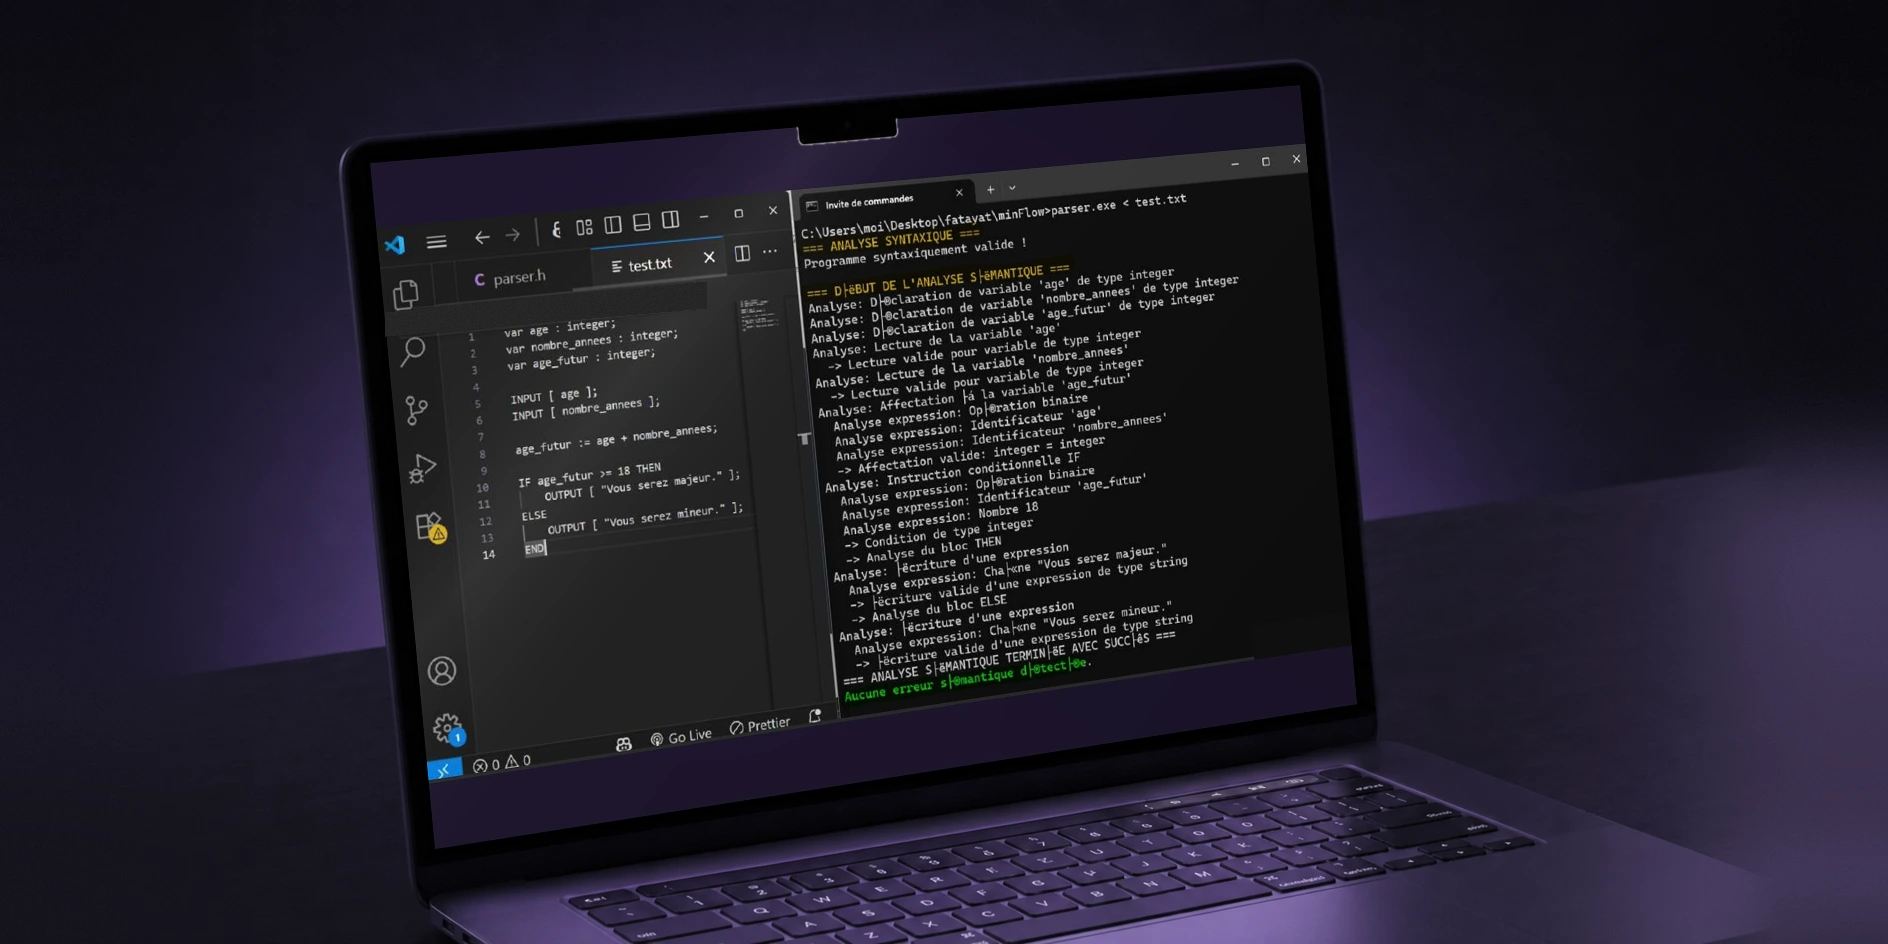 parser.h
test.txt
1 var age : integer;
2 var nombre_annees : integer;
3 var age_futur : integer;
4
5 INPUT [ age ];
6 INPUT [ nombre_annees ];
7
8 age_futur := age + nombre_annees;
9
10 IF age_futur >= 18 THEN
11 OUTPUT [ "Vous serez majeur." ];
12 ELSE
13 OUTPUT [ "Vous serez mineur." ];
14 END
1
0 0
Go Live
Prettier
Invite de commandes
C:\Users\moi\Desktop\fatayat\minFlow>parser.exe < test.txt
=== ANALYSE SYNTAXIQUE ===
Programme syntaxiquement valide !
=== D├ëBUT DE L'ANALYSE S├ëMANTIQUE ===
Analyse: D├®claration de variable 'age' de type integer
Analyse: D├®claration de variable 'nombre_annees' de type integer
Analyse: D├®claration de variable 'age_futur' de type integer
Analyse: Lecture de la variable 'age'
-> Lecture valide pour variable de type integer
Analyse: Lecture de la variable 'nombre_annees'
-> Lecture valide pour variable de type integer
Analyse: Affectation ├á la variable 'age_futur'
Analyse expression: Op├®ration binaire
Analyse expression: Identificateur 'age'
Analyse expression: Identificateur 'nombre_annees'
-> Affectation valide: integer = integer
Analyse: Instruction conditionnelle IF
Analyse expression: Op├®ration binaire
Analyse expression: Identificateur 'age_futur'
Analyse expression: Nombre 18
-> Condition de type integer
-> Analyse du bloc THEN
Analyse: ├ëcriture d'une expression
Analyse expression: Cha├«ne "Vous serez majeur."
-> ├ëcriture valide d'une expression de type string
-> Analyse du bloc ELSE
Analyse: ├ëcriture d'une expression
Analyse expression: Cha├«ne "Vous serez mineur."
-> ├ëcriture valide d'une expression de type string
=== ANALYSE S├ëMANTIQUE TERMIN├ëE AVEC SUCC├êS ===
Aucune erreur s├®mantique d├®tect├®e.